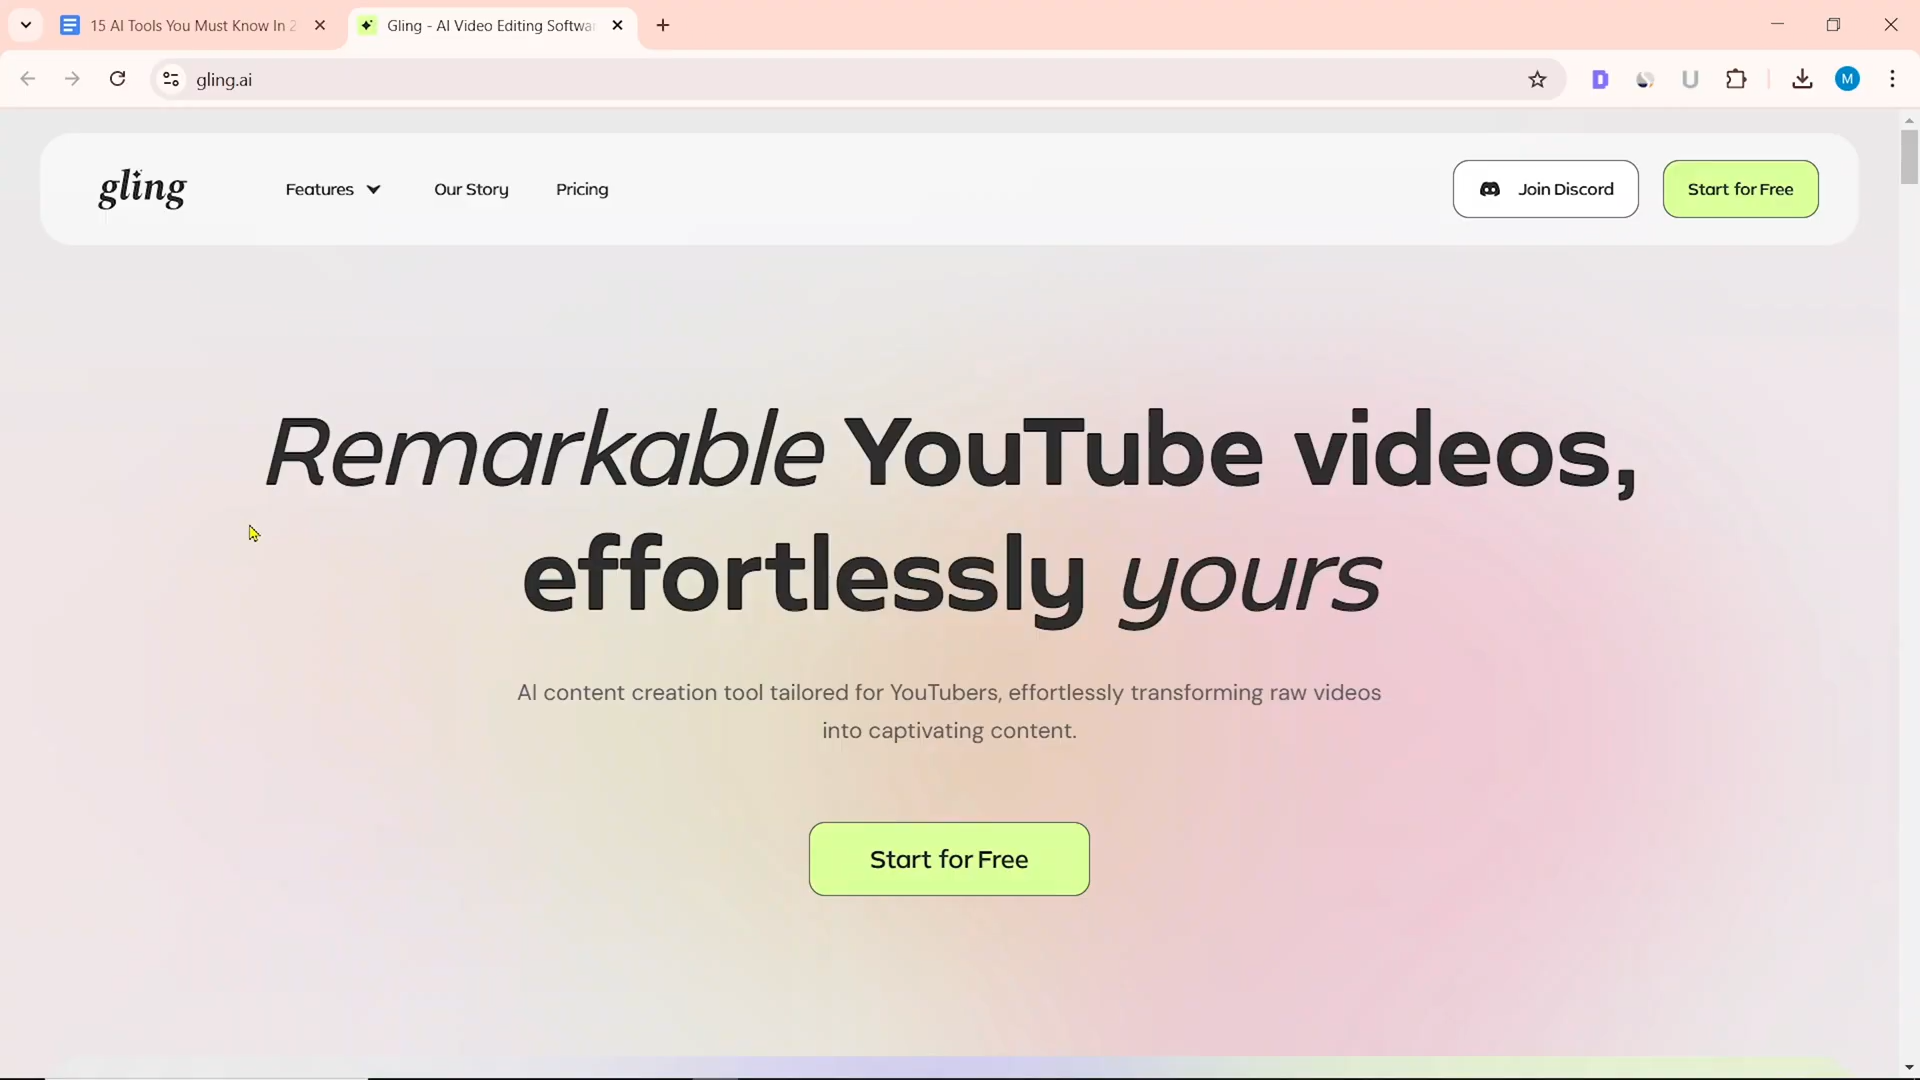 15 AI Tools You Must Know In 2
Gling - AI Video Editing Softwa
gling.ai
D
U
M
gling
Features
Our Story
Pricing
Join Discord
Start for Free
Remarkable YouTube videos,
effortlessly yours
AI content creation tool tailored for YouTubers, effortlessly transforming raw videos
into captivating content.
Start for Free